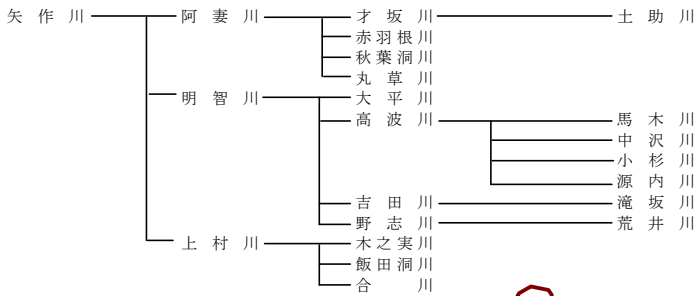 矢作川 阿妻川 才坂川 土助川
赤羽根川
秋葉洞川
丸草川
明智川 大平川
高波川 馬木川
中沢川
小杉川
源内川
吉田川 滝坂川
野志川 荒井川
上村川 木之実川
飯田洞川
合川